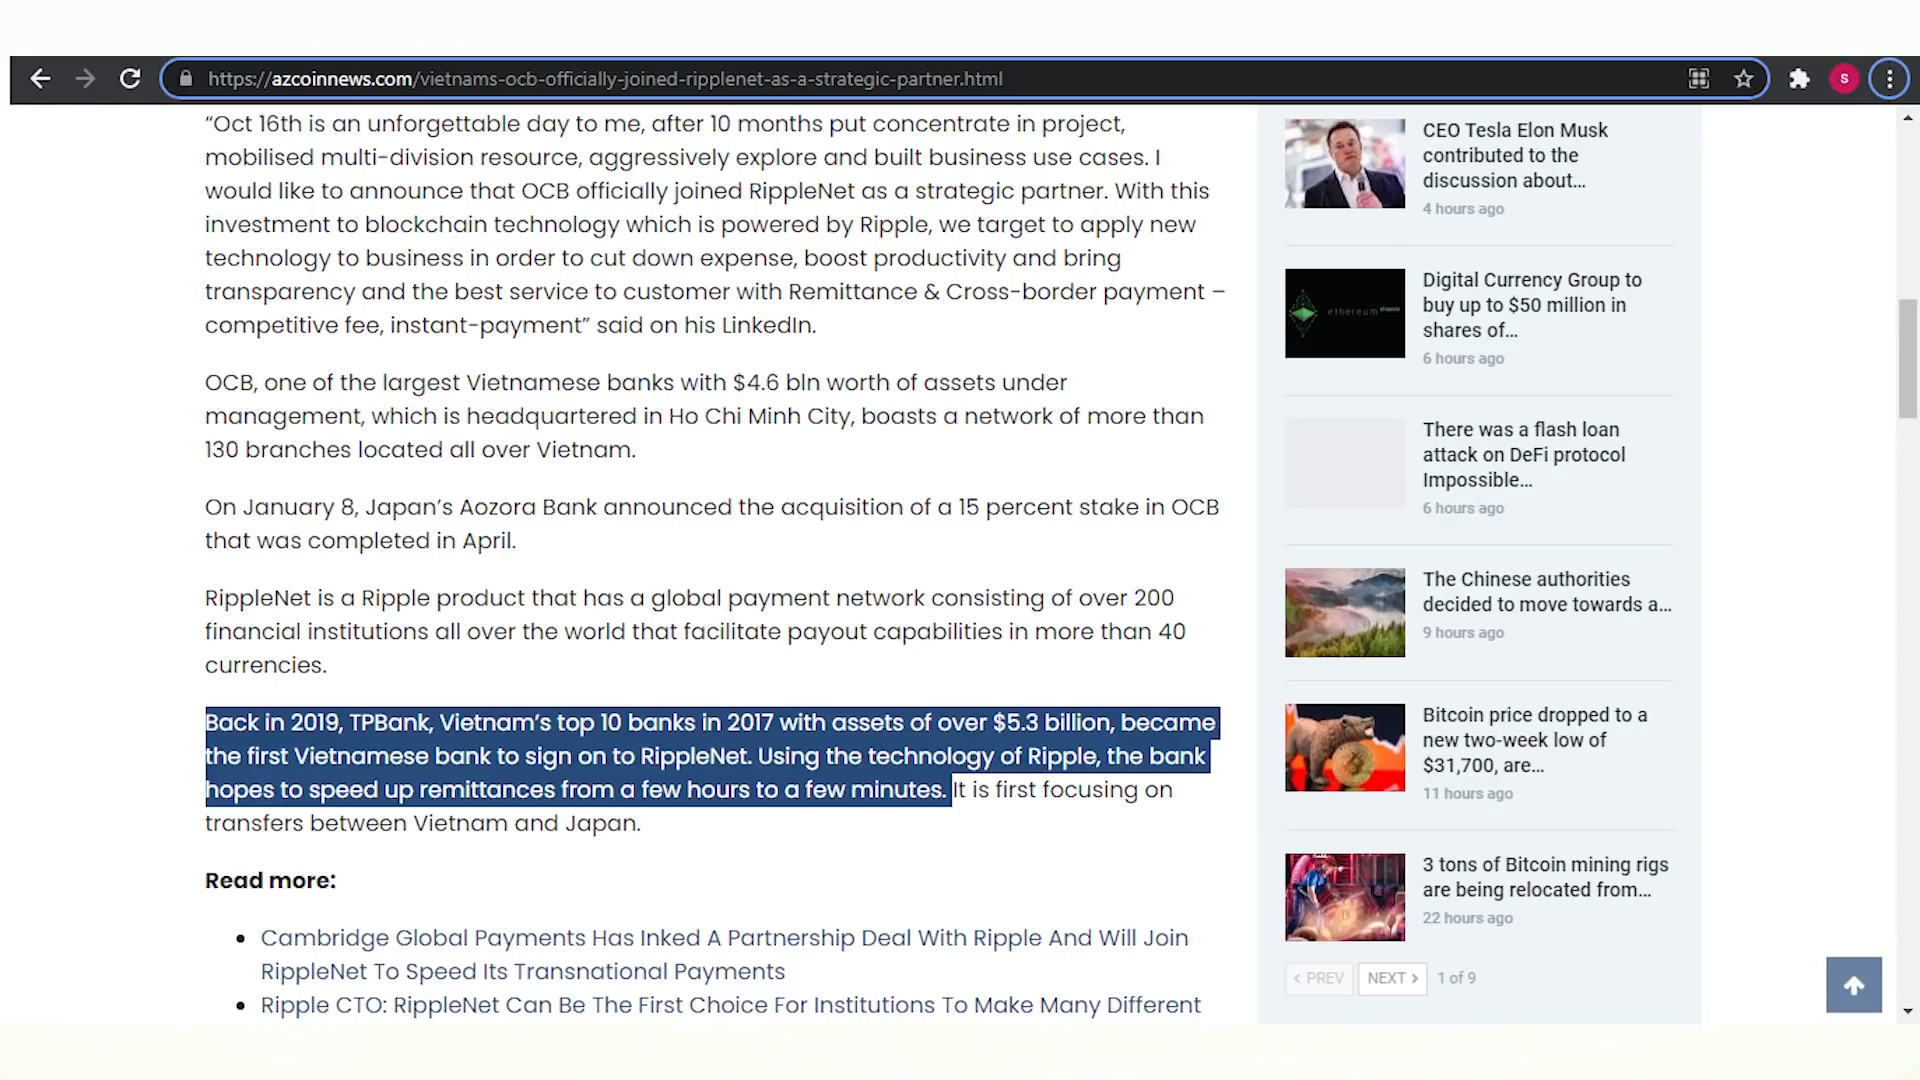 https://azcoinnews.com/vietnams-ocb-officially-joined-ripplenet-as-a-strategic-partner.html
S
“Oct 16th is an unforgettable day to me, after 10 months put concentrate in project,
mobilised multi-division resource, aggressively explore and built business use cases. I
would like to announce that OCB officially joined RippleNet as a strategic partner. With this
investment to blockchain technology which is powered by Ripple, we target to apply new
technology to business in order to cut down expense, boost productivity and bring
transparency and the best service to customer with Remittance & Cross-border payment –
competitive fee, instant-payment” said on his LinkedIn.
OCB, one of the largest Vietnamese banks with $4.6 bln worth of assets under
management, which is headquartered in Ho Chi Minh City, boasts a network of more than
130 branches located all over Vietnam.
On January 8, Japan’s Aozora Bank announced the acquisition of a 15 percent stake in OCB
that was completed in April.
RippleNet is a Ripple product that has a global payment network consisting of over 200
financial institutions all over the world that facilitate payout capabilities in more than 40
currencies.
Back in 2019, TPBank, Vietnam’s top 10 banks in 2017 with assets of over $5.3 billion, became
the first Vietnamese bank to sign on to RippleNet. Using the technology of Ripple, the bank
hopes to speed up remittances from a few hours to a few minutes. It is first focusing on
transfers between Vietnam and Japan.
Read more:
• Cambridge Global Payments Has Inked A Partnership Deal With Ripple And Will Join
RippleNet To Speed Its Transnational Payments
• Ripple CTO: RippleNet Can Be The First Choice For Institutions To Make Many Different
CEO Tesla Elon Musk
contributed to the
discussion about...
4 hours ago
ethereum
Digital Currency Group to
buy up to $50 million in
shares of...
6 hours ago
There was a flash loan
attack on DeFi protocol
Impossible...
6 hours ago
The Chinese authorities
decided to move towards a...
9 hours ago
Bitcoin price dropped to a
new two-week low of
$31,700, are...
11 hours ago
3 tons of Bitcoin mining rigs
are being relocated from...
22 hours ago
PREV
NEXT
1 of 9